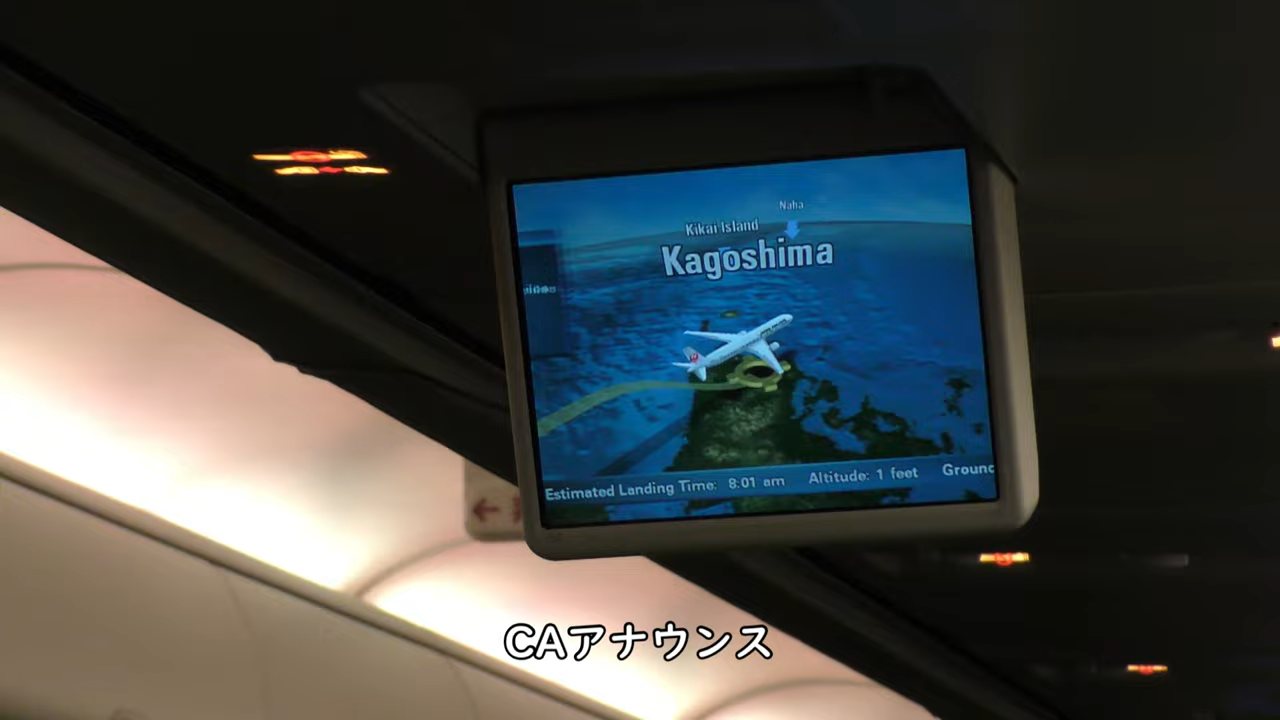 Naha
Kikai Island
Kagoshima
Estimated Landing Time: 8:01 am Altitude: 1 feet Ground
CAアナウンス